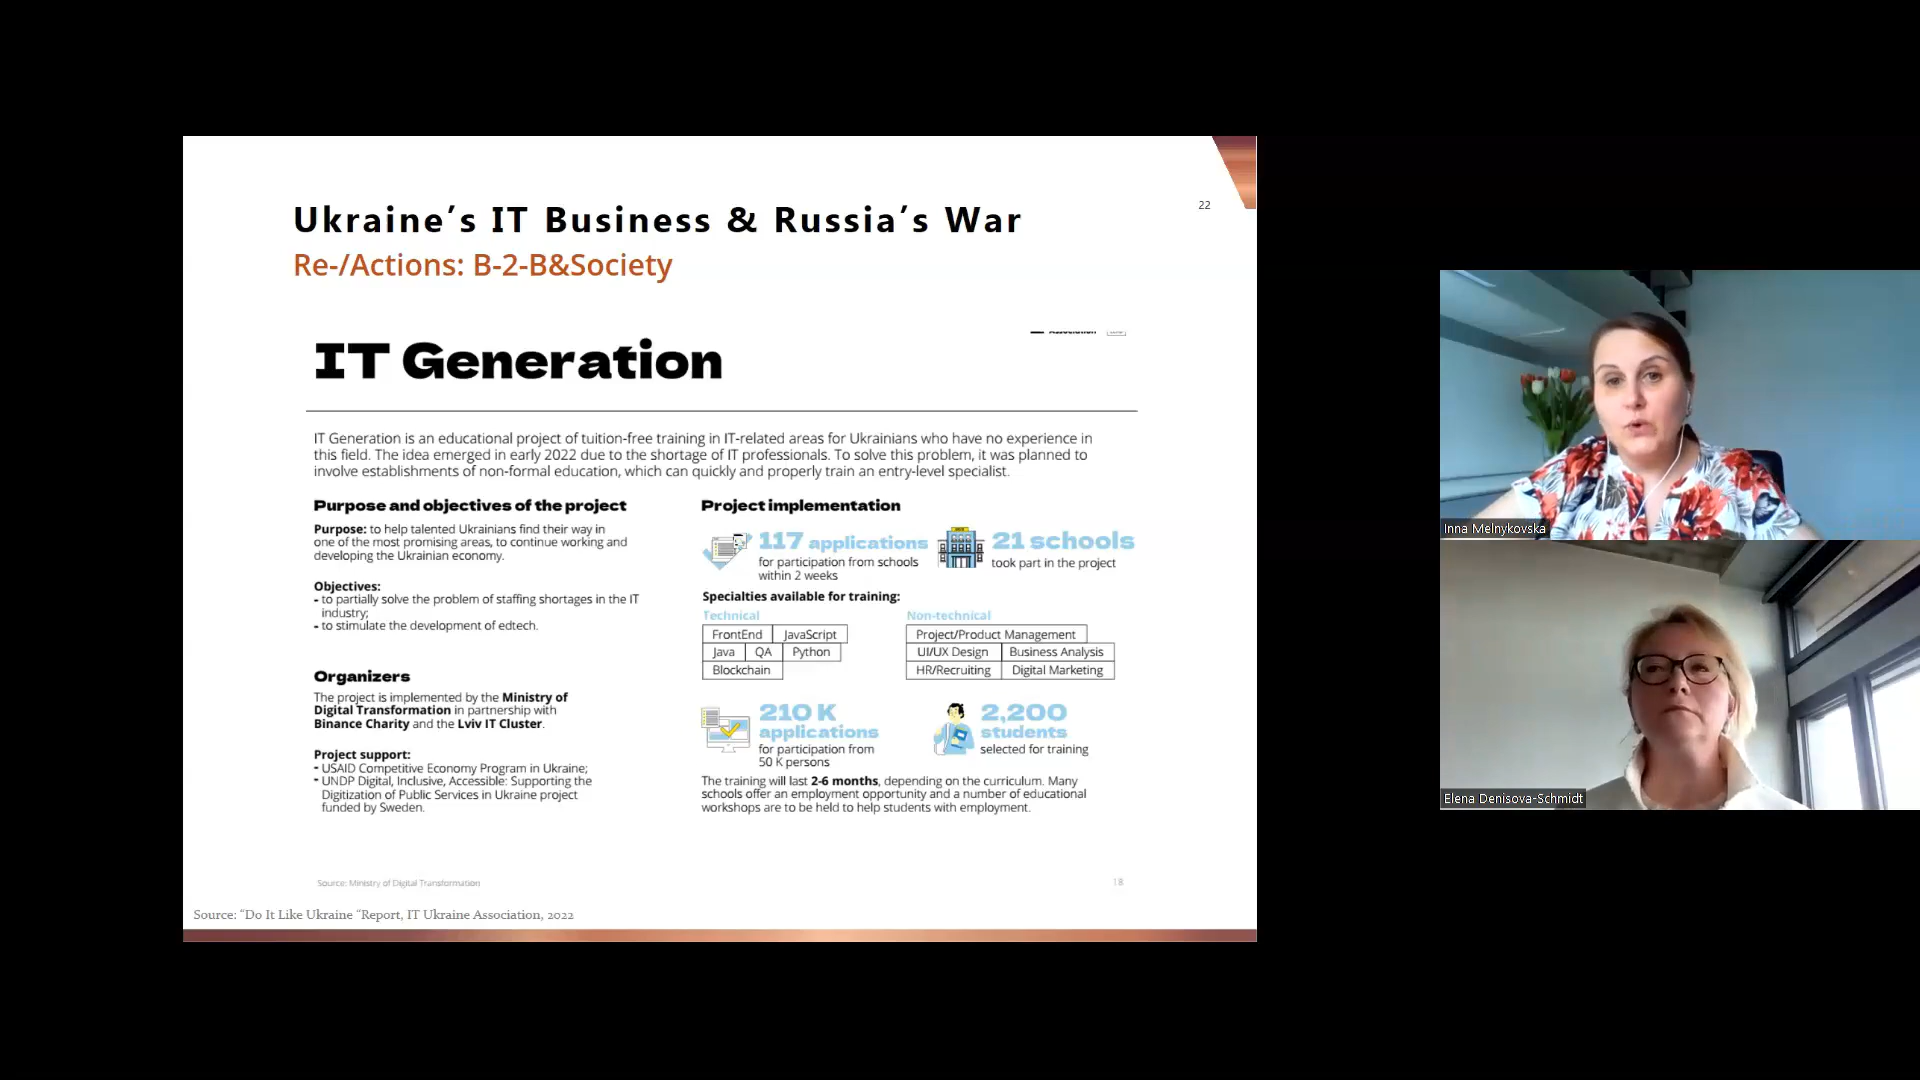 22
Ukraine’s IT Business & Russia’s War
Re-/Actions: B-2-B&Society
IT Generation
IT Generation is an educational project of tuition-free training in IT-related areas for Ukrainians who have no experience in
this field. The idea emerged in early 2022 due to the shortage of IT professionals. To solve this problem, it was planned to
involve establishments of non-formal education, which can quickly and properly train an entry-level specialist.
Purpose and objectives of the project
Purpose: to help talented Ukrainians find their way in
one of the most promising areas, to continue working and
developing the Ukrainian economy.
Objectives:
- to partially solve the problem of staffing shortages in the IT
industry;
- to stimulate the development of edtech.
Organizers
The project is implemented by the Ministry of
Digital Transformation in partnership with
Binance Charity and the Lviv IT Cluster.
Project support:
- USAID Competitive Economy Program in Ukraine;
- UNDP Digital, Inclusive, Accessible: Supporting the
Digitization of Public Services in Ukraine project
funded by Sweden.
Project implementation
117 applications
for participation from schools
within 2 weeks
21 schools
took part in the project
Specialties available for training:
Technical
FrontEnd JavaScript
Java QA Python
Blockchain
Non-technical
Project/Product Management
UI/UX Design Business Analysis
HR/Recruiting Digital Marketing
210 K
applications
for participation from
50 K persons
2,200
students
selected for training
The training will last 2-6 months, depending on the curriculum. Many
schools offer an employment opportunity and a number of educational
workshops are to be held to help students with employment.
Source: Ministry of Digital Transformation
18
Source: “Do It Like Ukraine “Report, IT Ukraine Association, 2022
Inna Melnykovska
Elena Denisova-Schmidt